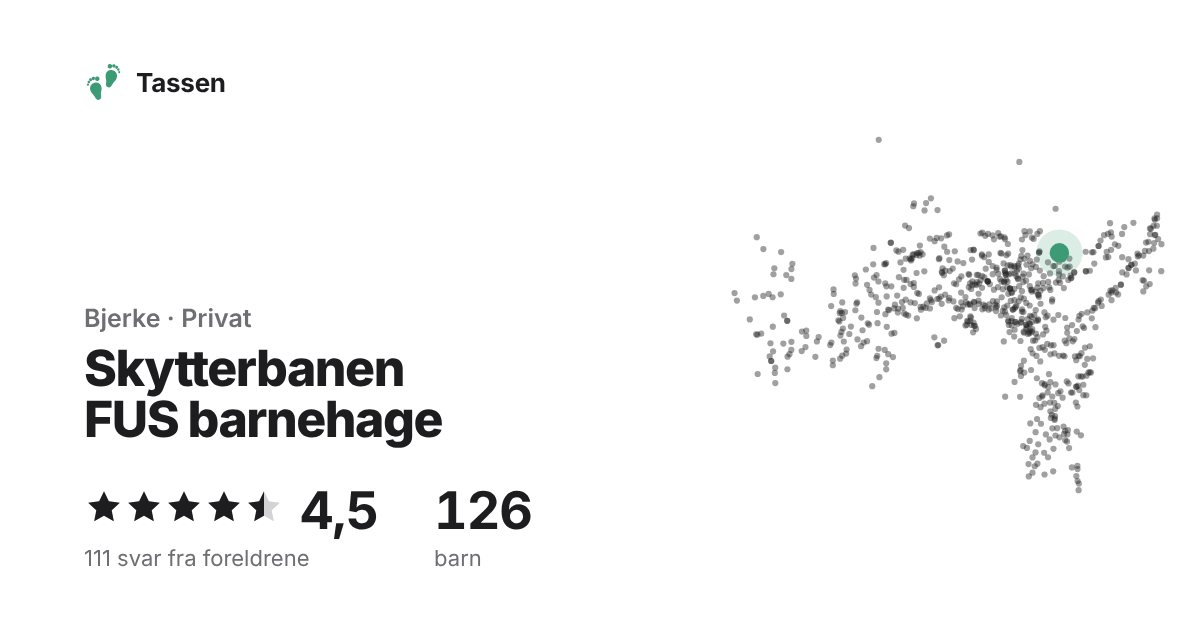 Tassen
Bjerke · Privat
Skytterbanen
FUS barnehage
4,5
111 svar fra foreldrene
126
barn